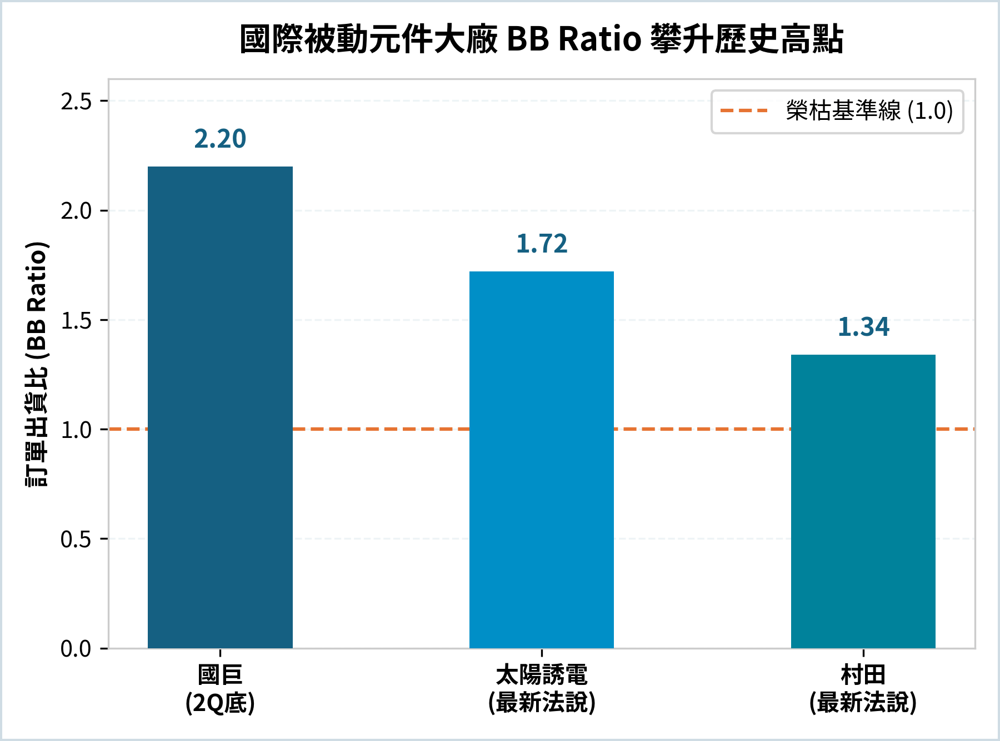 國際被動元件大廠 BB Ratio 攀升歷史高點
榮枯基準線 (1.0)
訂單出貨比 (BB Ratio)
2.5
2.0
1.5
1.0
0.5
0.0
2.20
1.72
1.34
國巨
(2Q底)
太陽誘電
(最新法說)
村田
(最新法說)